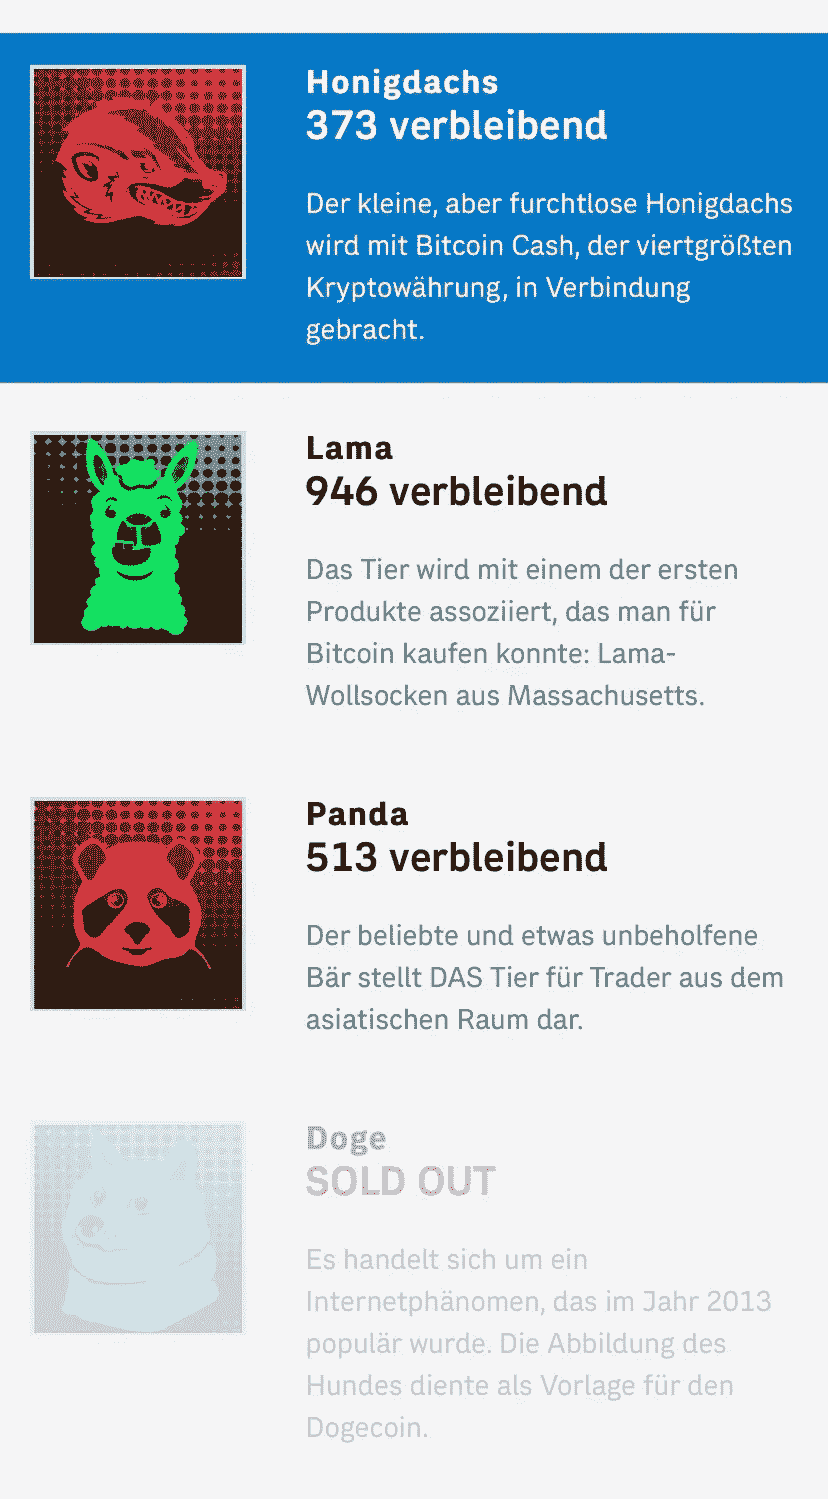 Honigdachs
373 verbleibend
Der kleine, aber furchtlose Honigdachs
wird mit Bitcoin Cash, der viertgrößten
Kryptowährung, in Verbindung
gebracht.
Lama
946 verbleibend
Das Tier wird mit einem der ersten
Produkte assoziiert, das man für
Bitcoin kaufen konnte: Lama-
Wollsocken aus Massachusetts.
Panda
513 verbleibend
Der beliebte und etwas unbeholfene
Bär stellt DAS Tier für Trader aus dem
asiatischen Raum dar.
Doge
SOLD OUT
Es handelt sich um ein
Internetphänomen, das im Jahr 2013
populär wurde. Die Abbildung des
Hundes diente als Vorlage für den
Dogecoin.